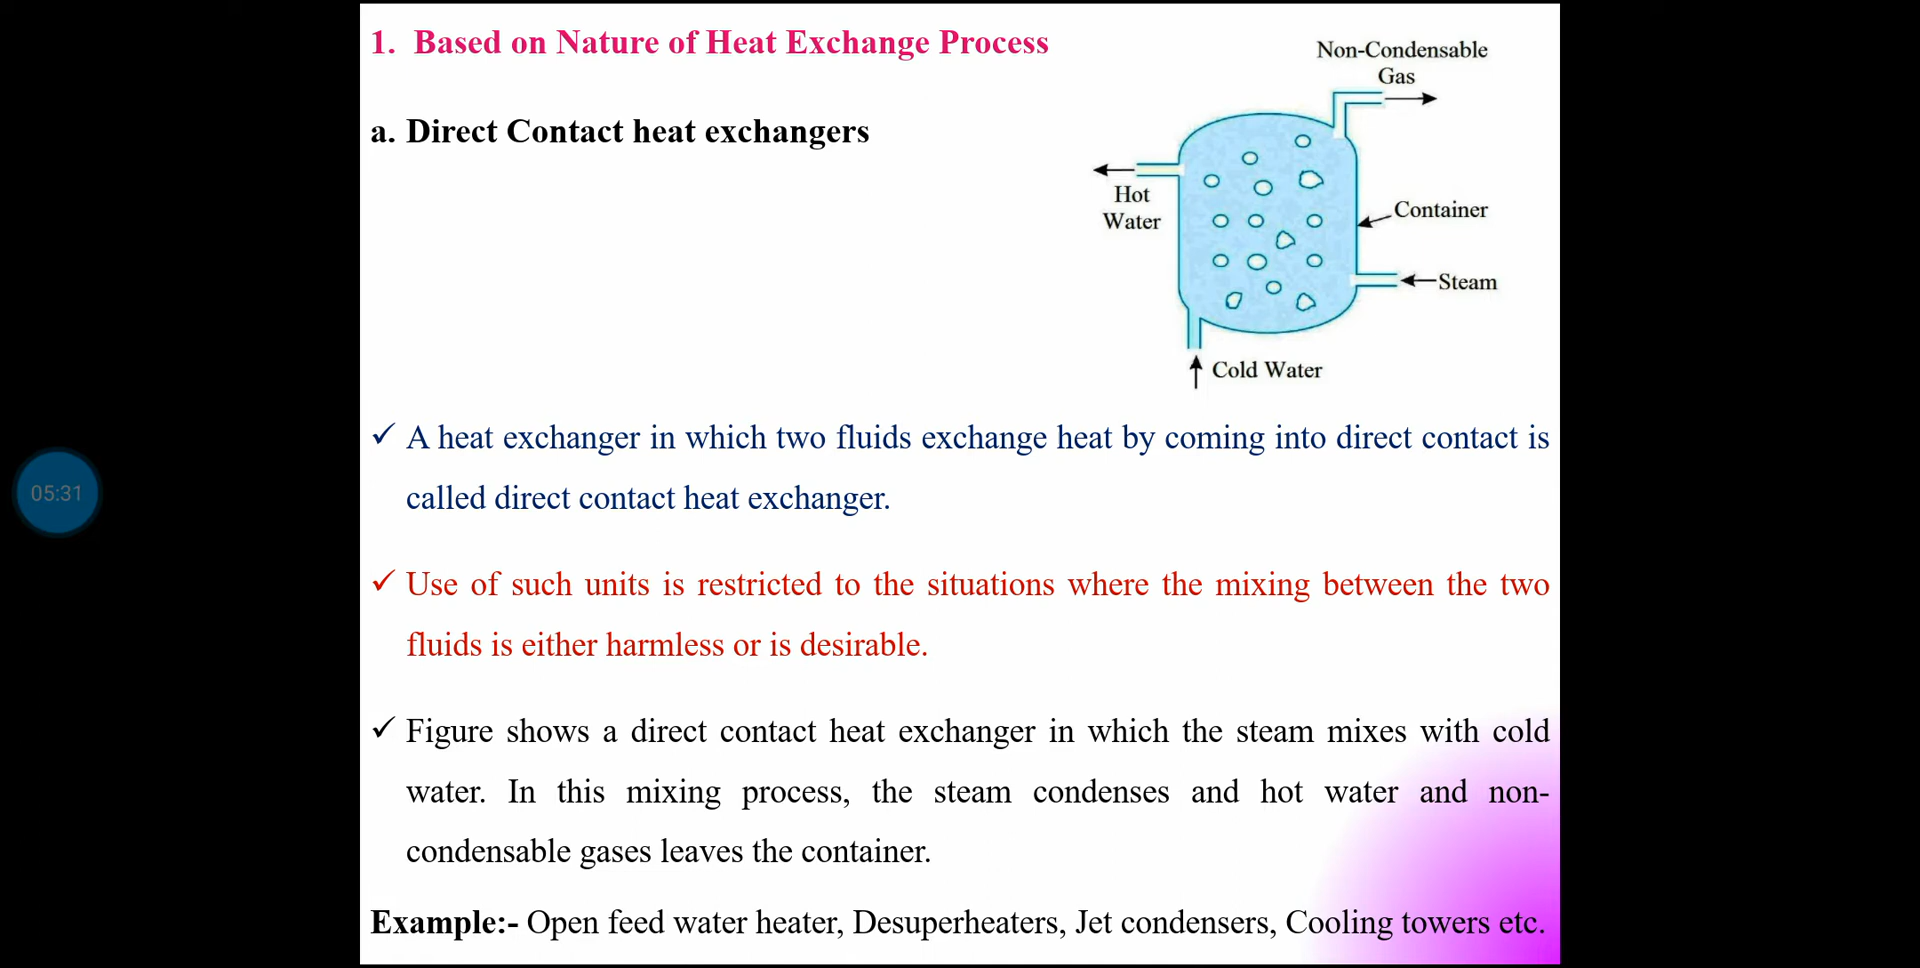 1. Based on Nature of Heat Exchange Process
a. Direct Contact heat exchangers
Non-Condensable
Gas
Hot
Water
Container
Steam
Cold Water
✓ A heat exchanger in which two fluids exchange heat by coming into direct contact is
called direct contact heat exchanger.
✓ Use of such units is restricted to the situations where the mixing between the two
fluids is either harmless or is desirable.
✓ Figure shows a direct contact heat exchanger in which the steam mixes with cold
water. In this mixing process, the steam condenses and hot water and non-
condensable gases leaves the container.
Example:- Open feed water heater, Desuperheaters, Jet condensers, Cooling towers etc.
05:31